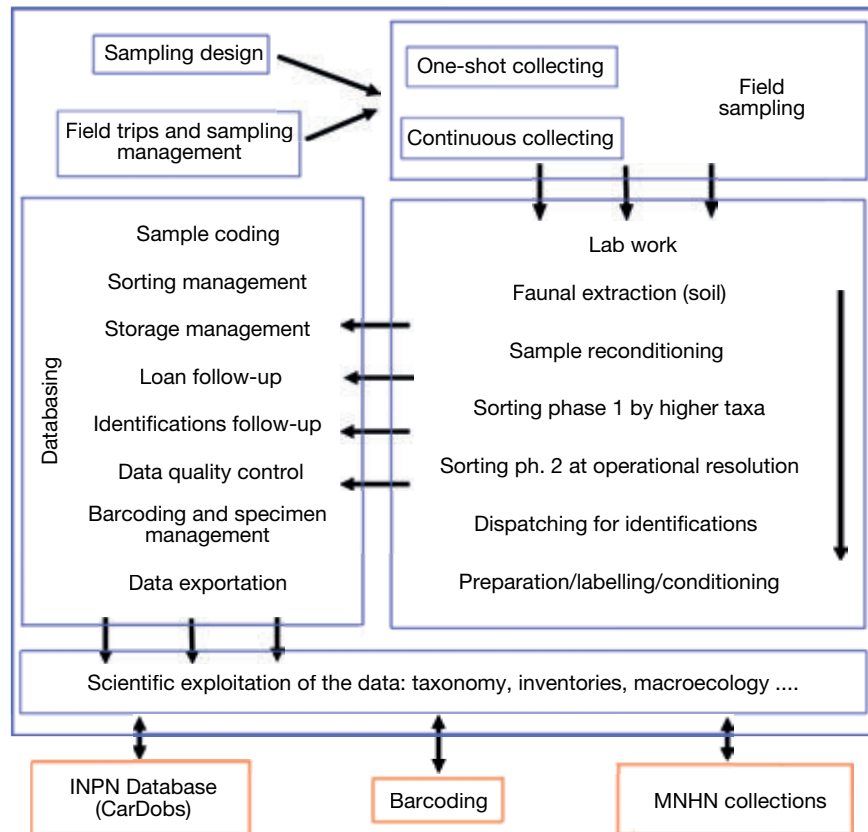 Sampling design
Field trips and sampling
management
One-shot collecting
Continuous collecting
Field
sampling
Databasing
Sample coding
Sorting management
Storage management
Loan follow-up
Identifications follow-up
Data quality control
Barcoding and specimen
management
Data exportation
Lab work
Faunal extraction (soil)
Sample reconditioning
Sorting phase 1 by higher taxa
Sorting ph. 2 at operational resolution
Dispatching for identifications
Preparation/labelling/conditioning
Scientific exploitation of the data: taxonomy, inventories, macroecology ....
INPN Database
(CarDobs)
Barcoding
MNHN collections